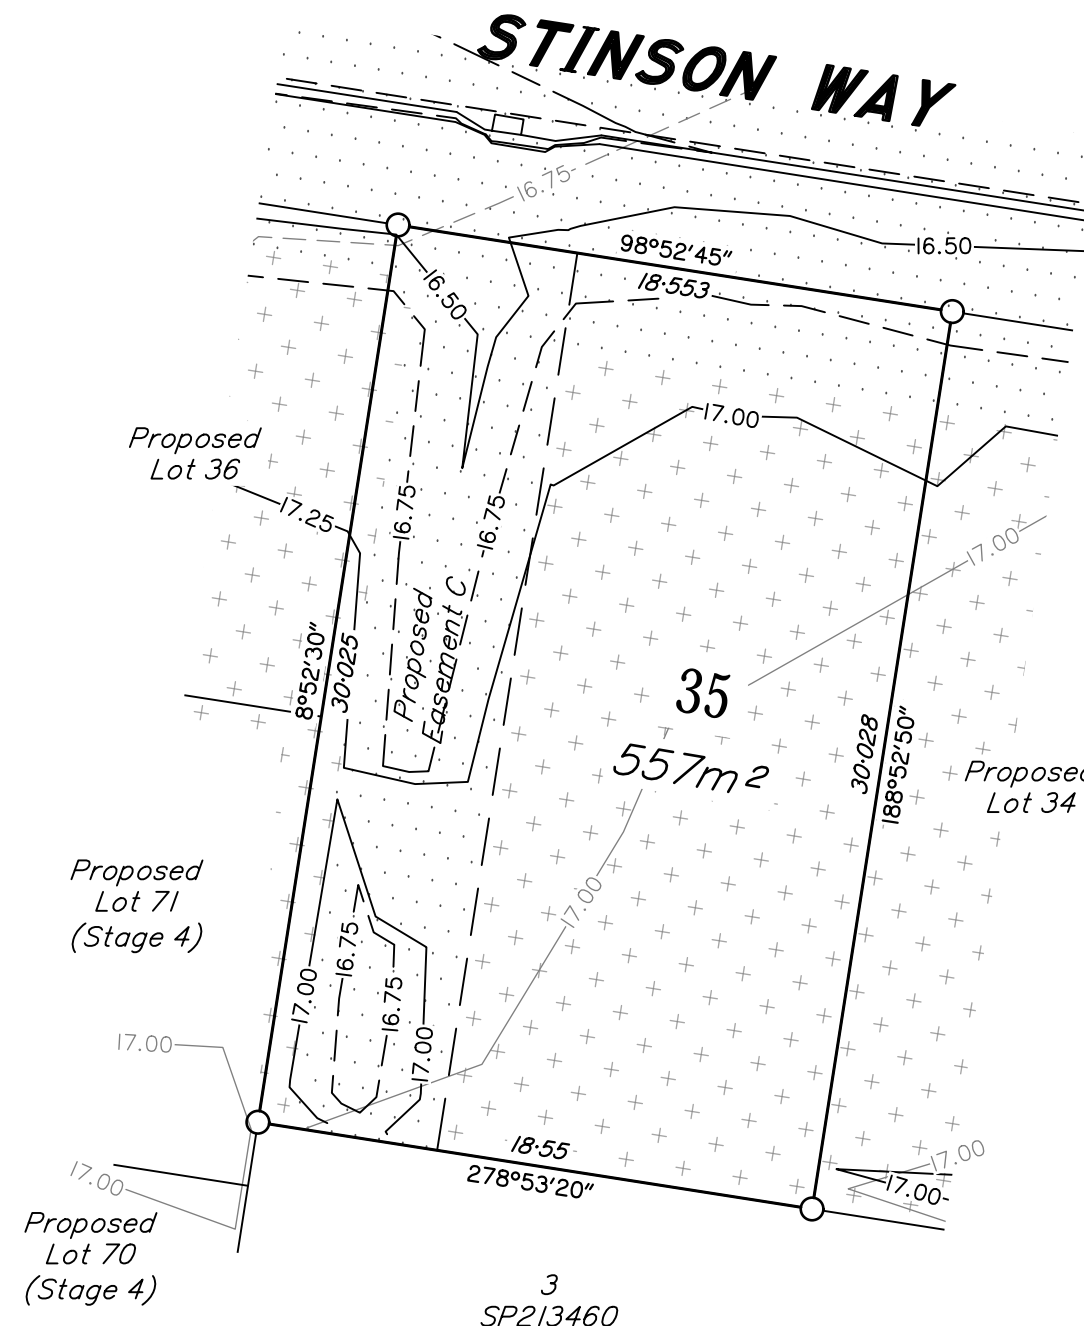 STINSON WAY
16.75
98°52'45"
16.50
18·553
16.50
17.00
Proposed
Lot 36
17.25
16.75
16.75
17.00
Proposed
Easement C
8°52'30"
30·025
35
557m²
30·028
188°52'50"
Proposed
Lot 34
Proposed
Lot 71
(Stage 4)
17.00
16.75
17.00
16.75
17.00
17.00
18·55
278°53'20"
17.00
17.00
17.00
Proposed
Lot 70
(Stage 4)
3
SP213460